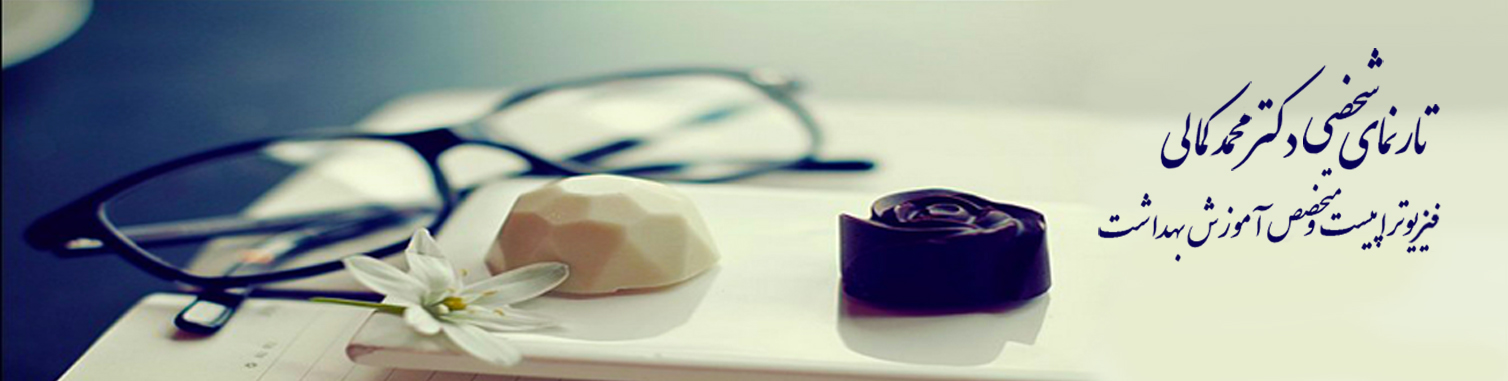 تارنمای شخصی دکتر محمد کمالی
فیزیوتراپیست و متخصص آموزش بهداشت